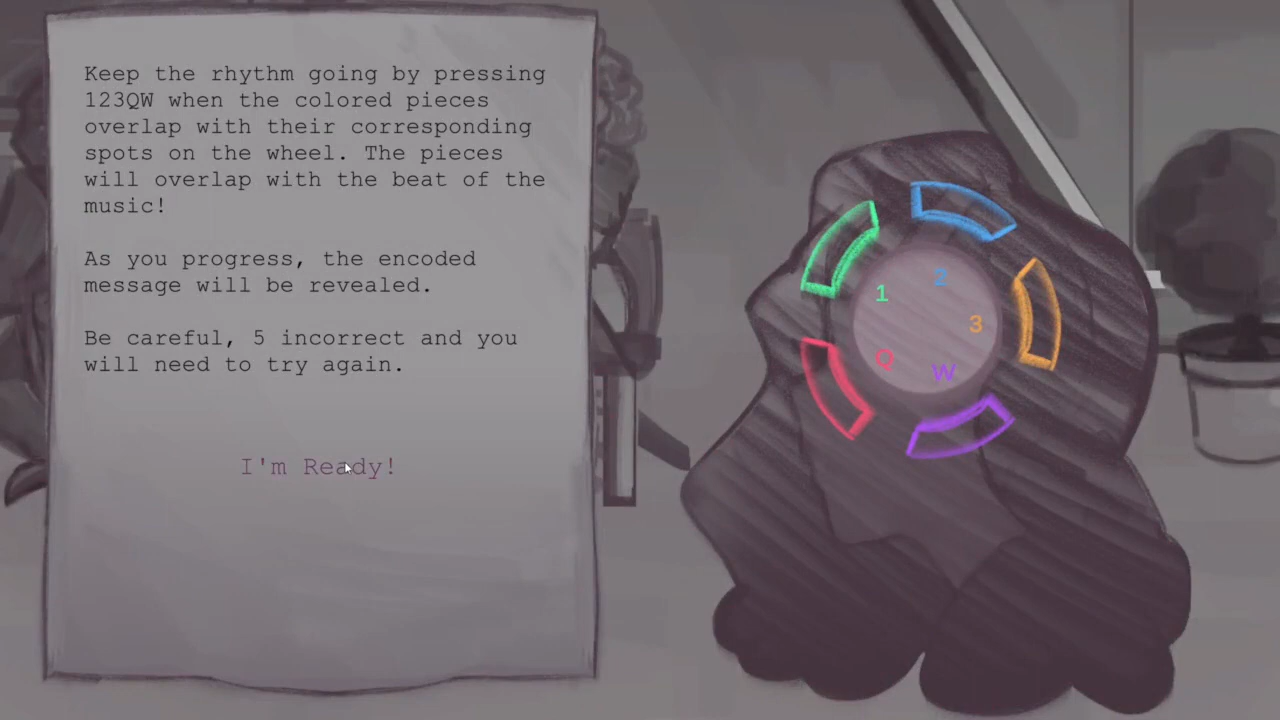 Keep the rhythm going by pressing
123QW when the colored pieces
overlap with their corresponding
spots on the wheel. The pieces
will overlap with the beat of the
music!
As you progress, the encoded
message will be revealed.
Be careful, 5 incorrect and you
will need to try again.
I'm Ready!
2
1
3
Q
W